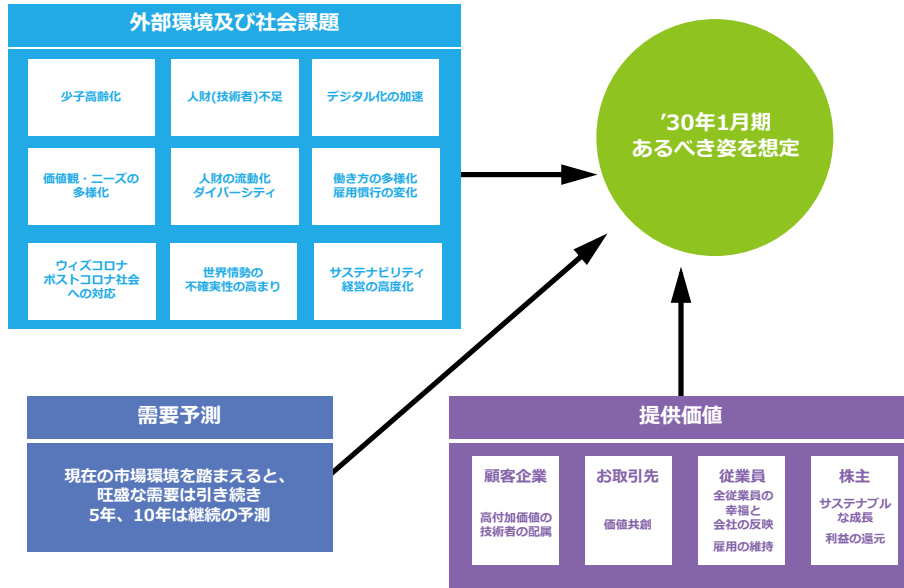 外部環境及び社会課題
少子高齢化
人財(技術者)不足
デジタル化の加速
価値観・ニーズの
多様化
人財の流動化
ダイバーシティ
働き方の多様化
雇用慣行の変化
ウィズコロナ
ポストコロナ社会
への対応
世界情勢の
不確実性の高まり
サステナビリティ
経営の高度化
’30年1月期
あるべき姿を想定
需要予測
現在の市場環境を踏まえると、
旺盛な需要は引き続き
5年、10年は継続の予測
提供価値
顧客企業
高付加価値の
技術者の配属
お取引先
価値共創
従業員
全従業員の
幸福と
会社の反映
雇用の維持
株主
サステナブル
な成長
利益の還元